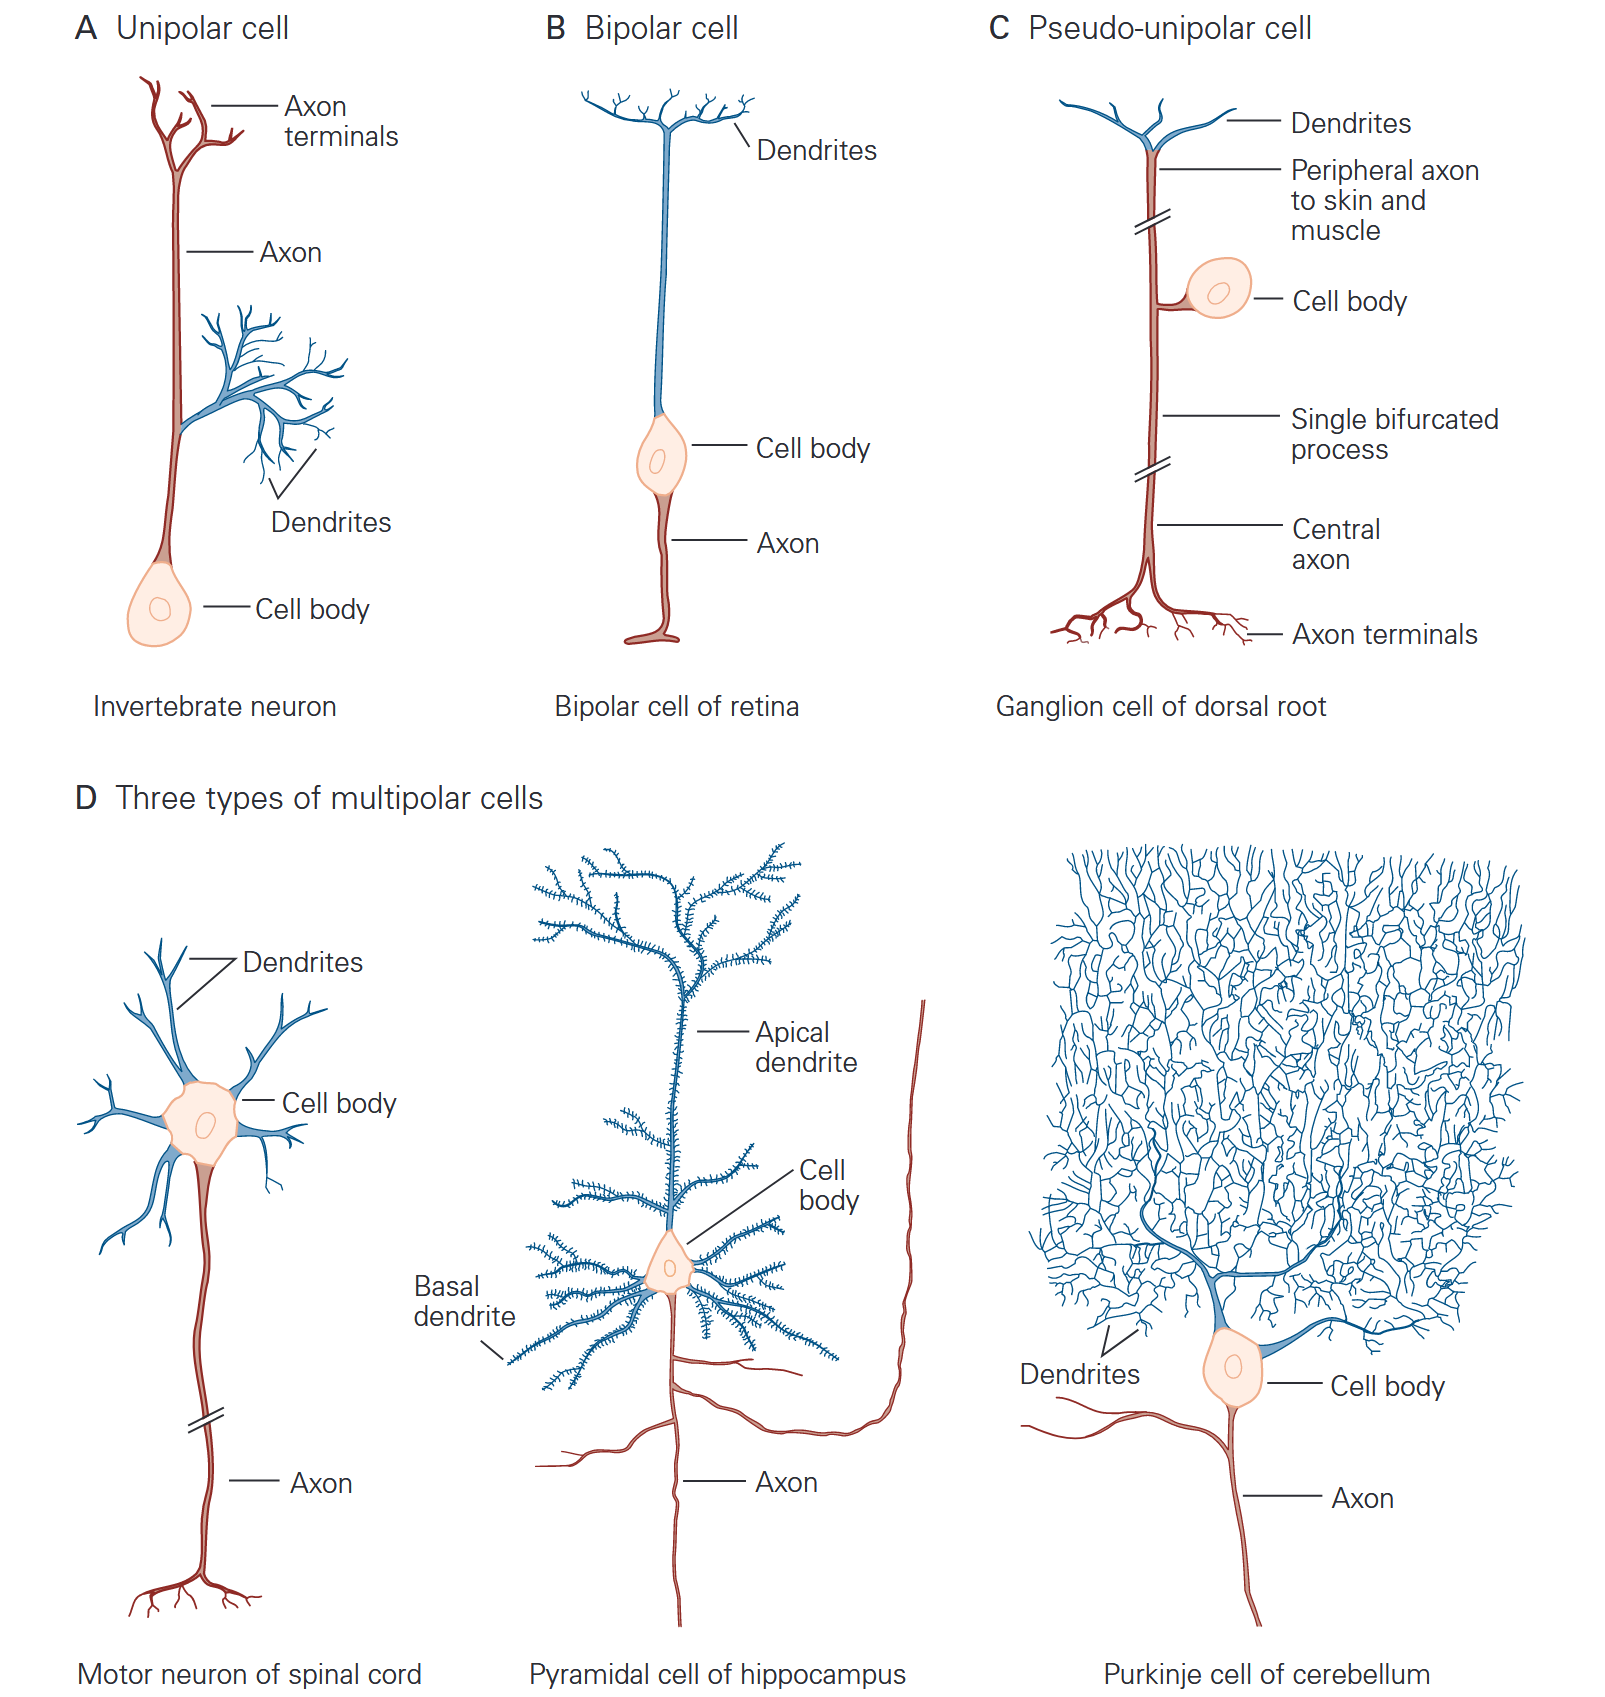 A Unipolar cell
Axon
terminals
Axon
Dendrites
Cell body
Invertebrate neuron
B Bipolar cell
Dendrites
Cell body
Axon
Bipolar cell of retina
C Pseudo-unipolar cell
Dendrites
Peripheral axon
to skin and
muscle
Cell body
Single bifurcated
process
Central
axon
Axon terminals
Ganglion cell of dorsal root
D Three types of multipolar cells
Dendrites
Cell body
Axon
Motor neuron of spinal cord
Apical
dendrite
Cell
body
Basal
dendrite
Axon
Pyramidal cell of hippocampus
Dendrites
Cell body
Axon
Purkinje cell of cerebellum